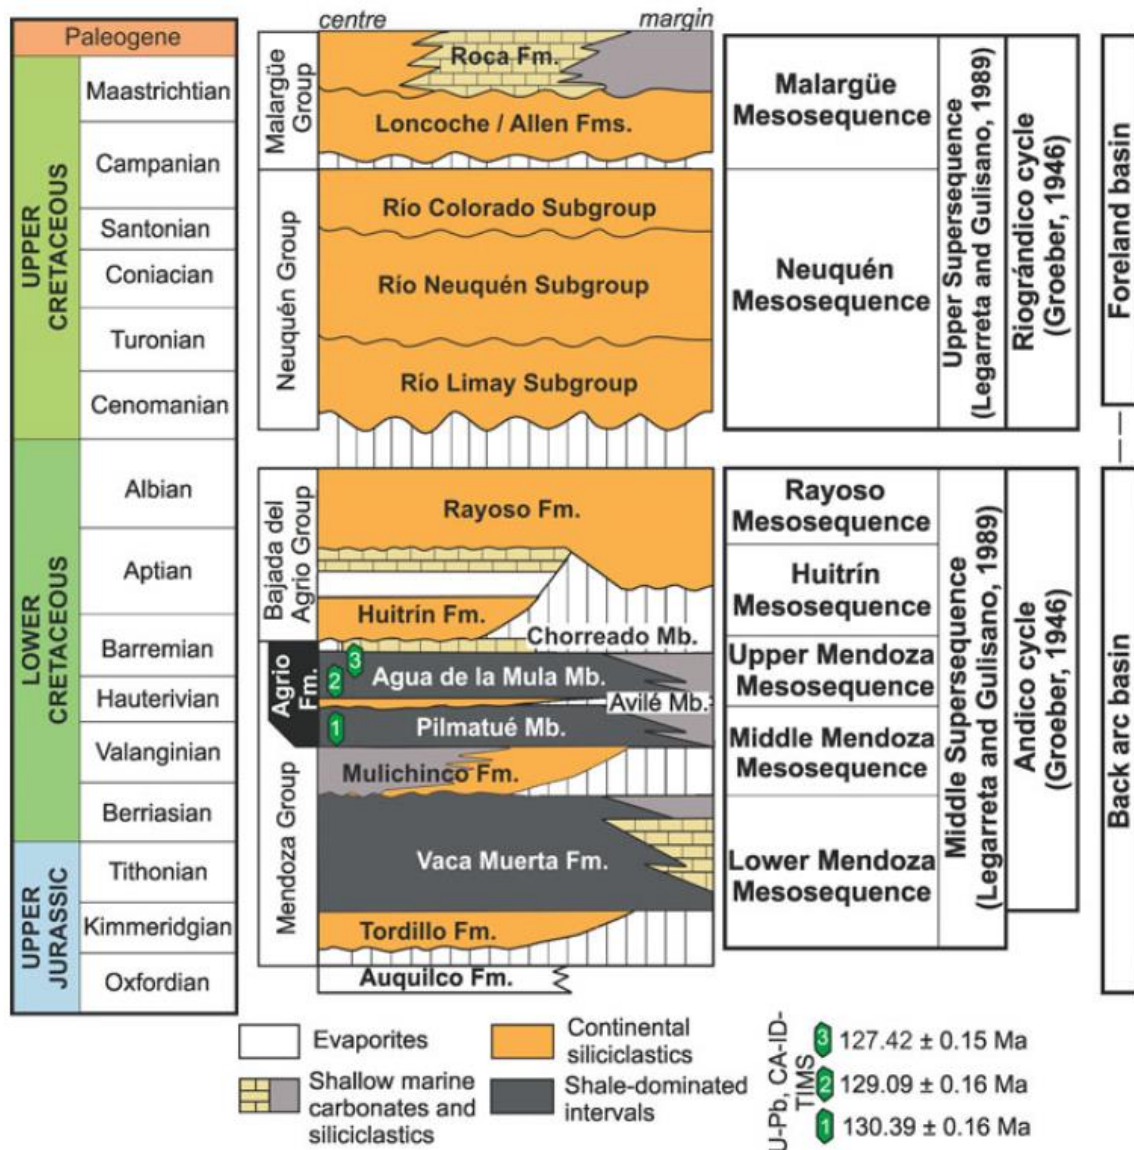 centre
margin
Paleogene
UPPER
CRETACEOUS
Maastrichtian
Campanian
Santonian
Coniacian
Turonian
Cenomanian
LOWER
CRETACEOUS
Albian
Aptian
Barremian
Hauterivian
Valanginian
Berriasian
UPPER
JURASSIC
Tithonian
Kimmeridgian
Oxfordian
Malargüe
Group
Roca Fm.
Loncoche / Allen Fms.
Neuquén Group
Río Colorado Subgroup
Río Neuquén Subgroup
Río Limay Subgroup
Bajada del
Agrio Group
Rayoso Fm.
Huitrín Fm.
Chorreado Mb.
Agrio
Fm.
3
2
Agua de la Mula Mb.
Avilé Mb.
1
Pilmatué Mb.
Mendoza Group
Mulichinco Fm.
Vaca Muerta Fm.
Tordillo Fm.
Auquilco Fm.
Malargüe
Mesosequence
Neuquén
Mesosequence
Upper Supersequence
(Legarreta and Gulisano, 1989)
Riográndico cycle
(Groeber, 1946)
Foreland basin
Rayoso
Mesosequence
Huitrín
Mesosequence
Upper Mendoza
Mesosequence
Middle Mendoza
Mesosequence
Lower Mendoza
Mesosequence
Middle Supersequence
(Legarreta and Gulisano, 1989)
Andico cycle
(Groeber, 1946)
Back arc basin
Evaporites
Continental
siliciclastics
Shallow marine
carbonates and
siliciclastics
Shale-dominated
intervals
U-Pb, CA-ID-
TIMS
3 127.42 ± 0.15 Ma
2 129.09 ± 0.16 Ma
1 130.39 ± 0.16 Ma